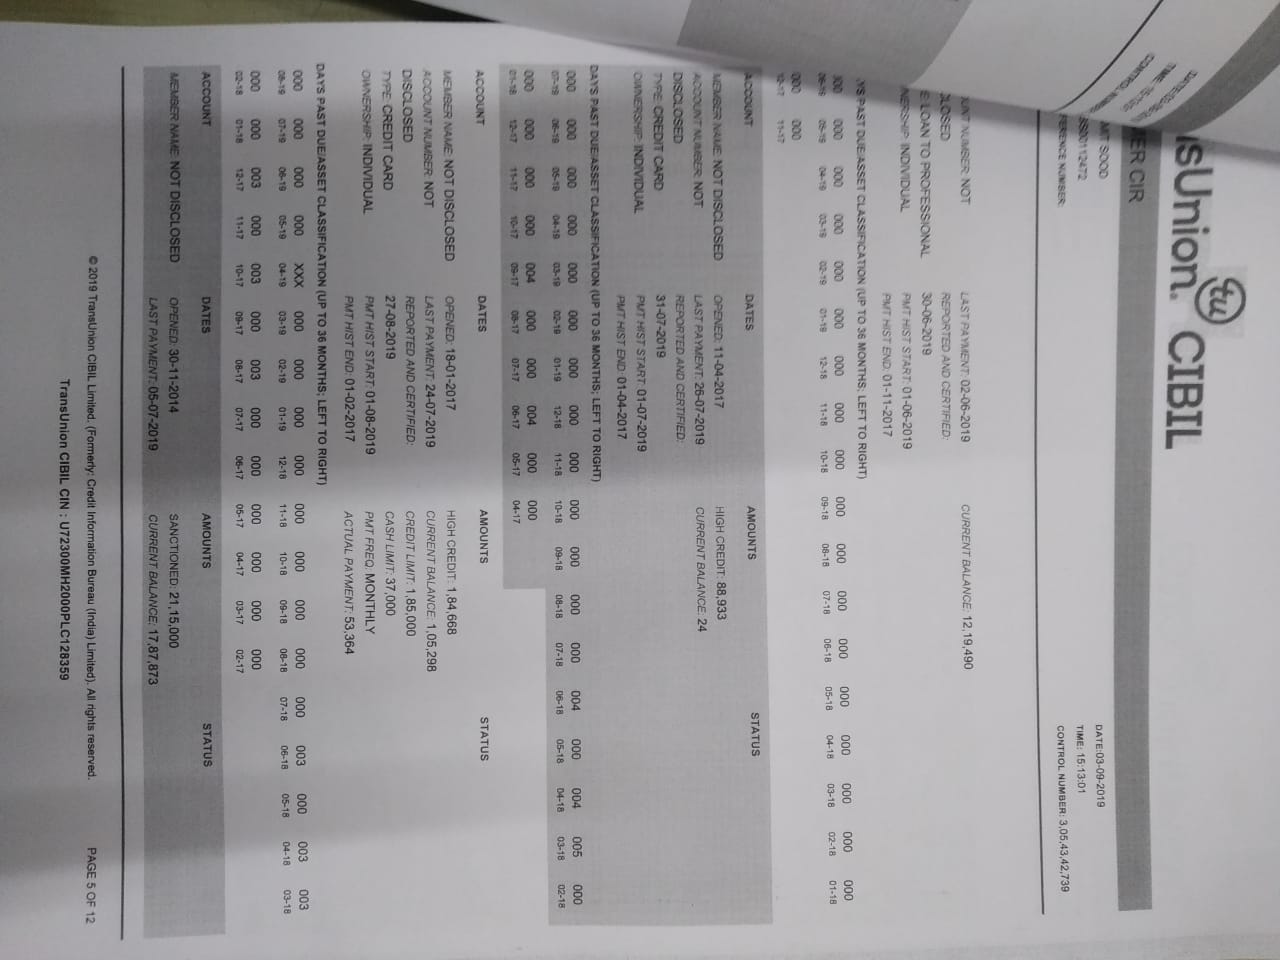 nsUnion. CIBIL
MER CIR
MIT SOOD
DATE:03-09-2019
TIME: 15:13:01
CONTROL NUMBER: 3,05,43,42,739
NUMBER: NOT LAST PAYMENT: 02-06-2019 CURRENT BALANCE: 12,19,490
REPORTED AND CERTIFIED:
LOAN TO PROFESSIONAL 30-06-2019
INDIVIDUAL PMT HIST START: 01-06-2019
PMT HIST END: 01-11-2017
YS PAST DUE/ASSET CLASSIFICATION (UP TO 36 MONTHS; LEFT TO RIGHT)
000 000 000 000 000 000 000 000 000 000 000 000 000 000 000 000 000
06-19 05-19 04-19 03-19 02-19 01-19 12-18 11-18 10-18 09-18 08-18 07-18 06-18 05-18 04-18 03-18 02-18 01-18
000 000
12-17 11-17
ACCOUNT DATES AMOUNTS STATUS
MEMBER NAME: NOT DISCLOSED OPENED: 11-04-2017 HIGH CREDIT: 88,933
ACCOUNT NUMBER: NOT LAST PAYMENT: 26-07-2019 CURRENT BALANCE: 24
DISCLOSED REPORTED AND CERTIFIED:
TYPE: CREDIT CARD 31-07-2019
OWNERSHIP: INDIVIDUAL PMT HIST START: 01-07-2019
PMT HIST END: 01-04-2017
DAYS PAST DUE/ASSET CLASSIFICATION (UP TO 36 MONTHS; LEFT TO RIGHT)
000 000 000 000 000 000 000 000 000 000 000 000 000 004 000 004 005 000
07-19 06-19 05-19 04-19 03-19 02-19 01-19 12-18 11-18 10-18 09-18 08-18 07-18 06-18 05-18 04-18 03-18 02-18
000 000 000 000 004 000 000 004 000 000
01-18 12-17 11-17 10-17 09-17 08-17 07-17 06-17 05-17 04-17
ACCOUNT DATES AMOUNTS STATUS
MEMBER NAME: NOT DISCLOSED OPENED: 18-01-2017 HIGH CREDIT: 1,84,668
ACCOUNT NUMBER: NOT LAST PAYMENT: 24-07-2019 CURRENT BALANCE: 1,05,298
DISCLOSED REPORTED AND CERTIFIED: CREDIT LIMIT: 1,85,000
TYPE: CREDIT CARD 27-08-2019 CASH LIMIT: 37,000
OWNERSHIP: INDIVIDUAL PMT HIST START: 01-08-2019 PMT FREQ: MONTHLY
PMT HIST END: 01-02-2017 ACTUAL PAYMENT: 53,364
DAYS PAST DUE/ASSET CLASSIFICATION (UP TO 36 MONTHS; LEFT TO RIGHT)
000 000 000 000 XXX 000 000 000 000 000 000 000 000 000 003 000 003 003
08-19 07-19 06-19 05-19 04-19 03-19 02-19 01-19 12-18 11-18 10-18 09-18 08-18 07-18 06-18 05-18 04-18 03-18
000 000 003 000 003 000 003 000 000 000 000 000 000
02-18 01-18 12-17 11-17 10-17 09-17 08-17 07-17 06-17 05-17 04-17 03-17 02-17
ACCOUNT DATES AMOUNTS STATUS
MEMBER NAME: NOT DISCLOSED OPENED: 30-11-2014 SANCTIONED: 21,15,000
LAST PAYMENT: 05-07-2019 CURRENT BALANCE: 17,87,873
© 2019 TransUnion CIBIL Limited. (Formerly: Credit Information Bureau (India) Limited). All rights reserved. PAGE 5 OF 12
TransUnion CIBIL CIN : U72300MH2000PLC128359